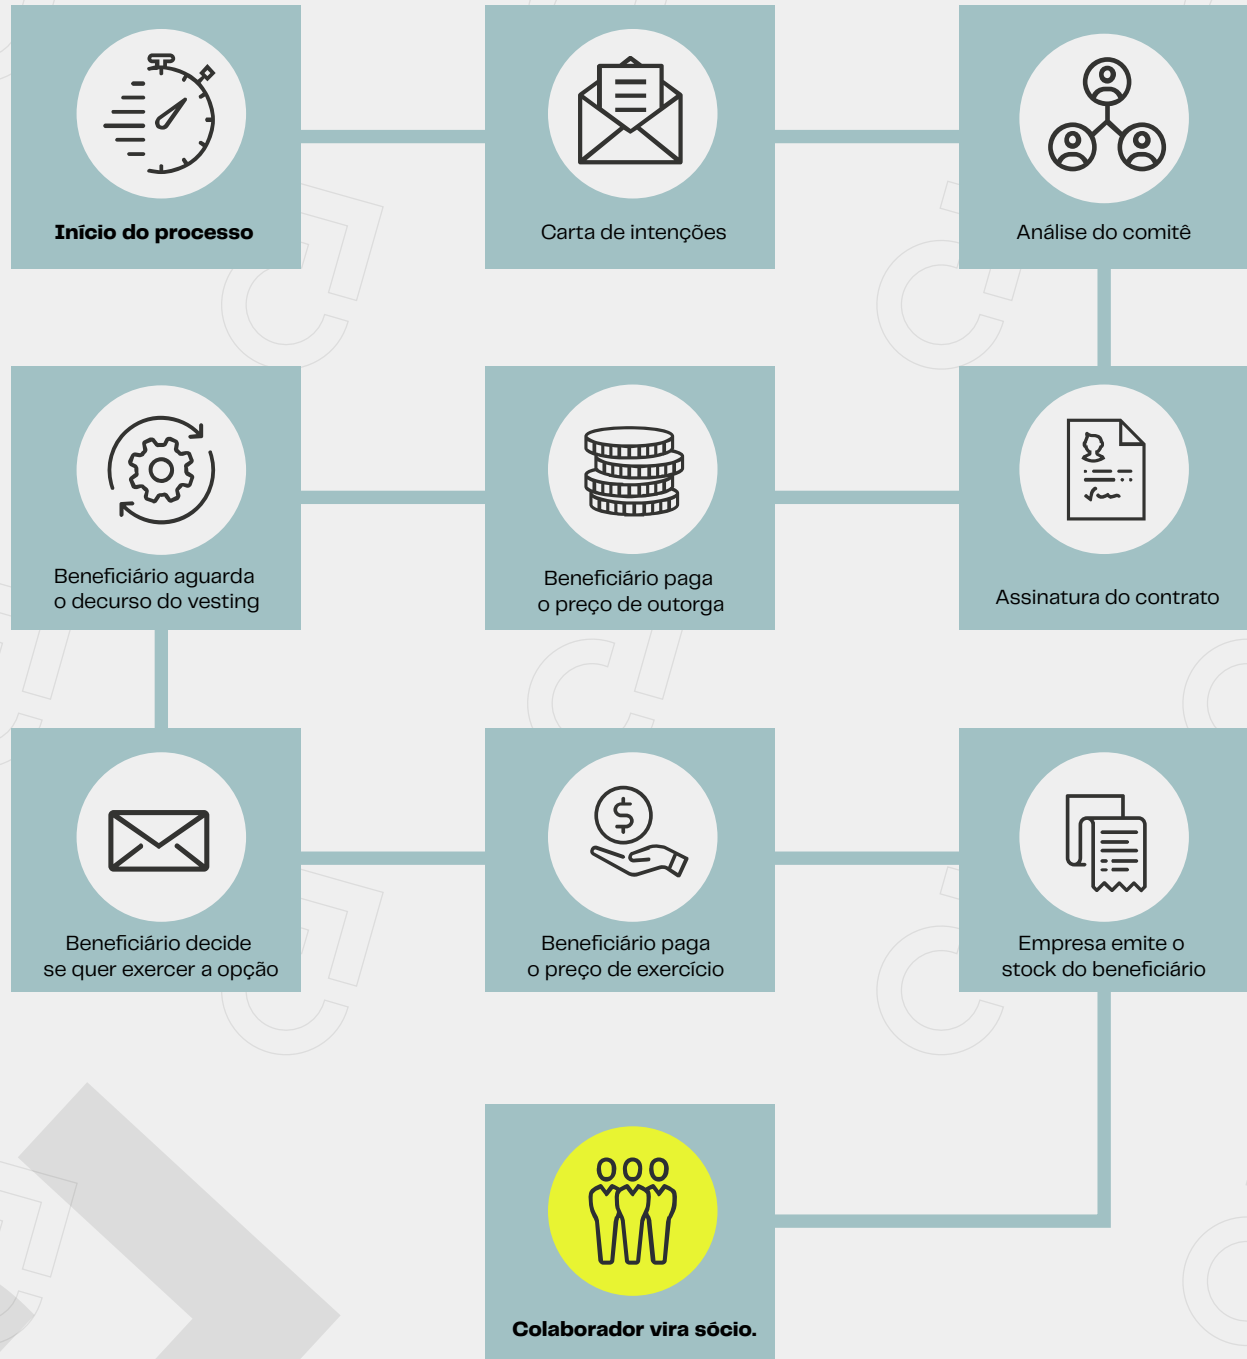 Início do processo
Carta de intenções
Análise do comitê
Assinatura do contrato
Beneficiário paga
o preço de outorga
Beneficiário aguarda
o decurso do vesting
Beneficiário decide
se quer exercer a opção
Beneficiário paga
o preço de exercício
Empresa emite o
stock do beneficiário
Colaborador vira sócio.